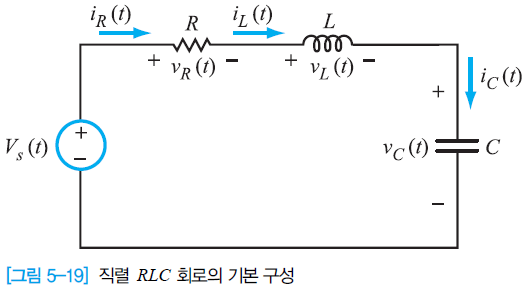 i_R(t) i_L(t)
R L
+ v_R(t) − + v_L(t) −
i_C(t)
+
V_s(t) + − v_C(t) C
−
[그림 5-19] 직렬 RLC 회로의 기본 구성